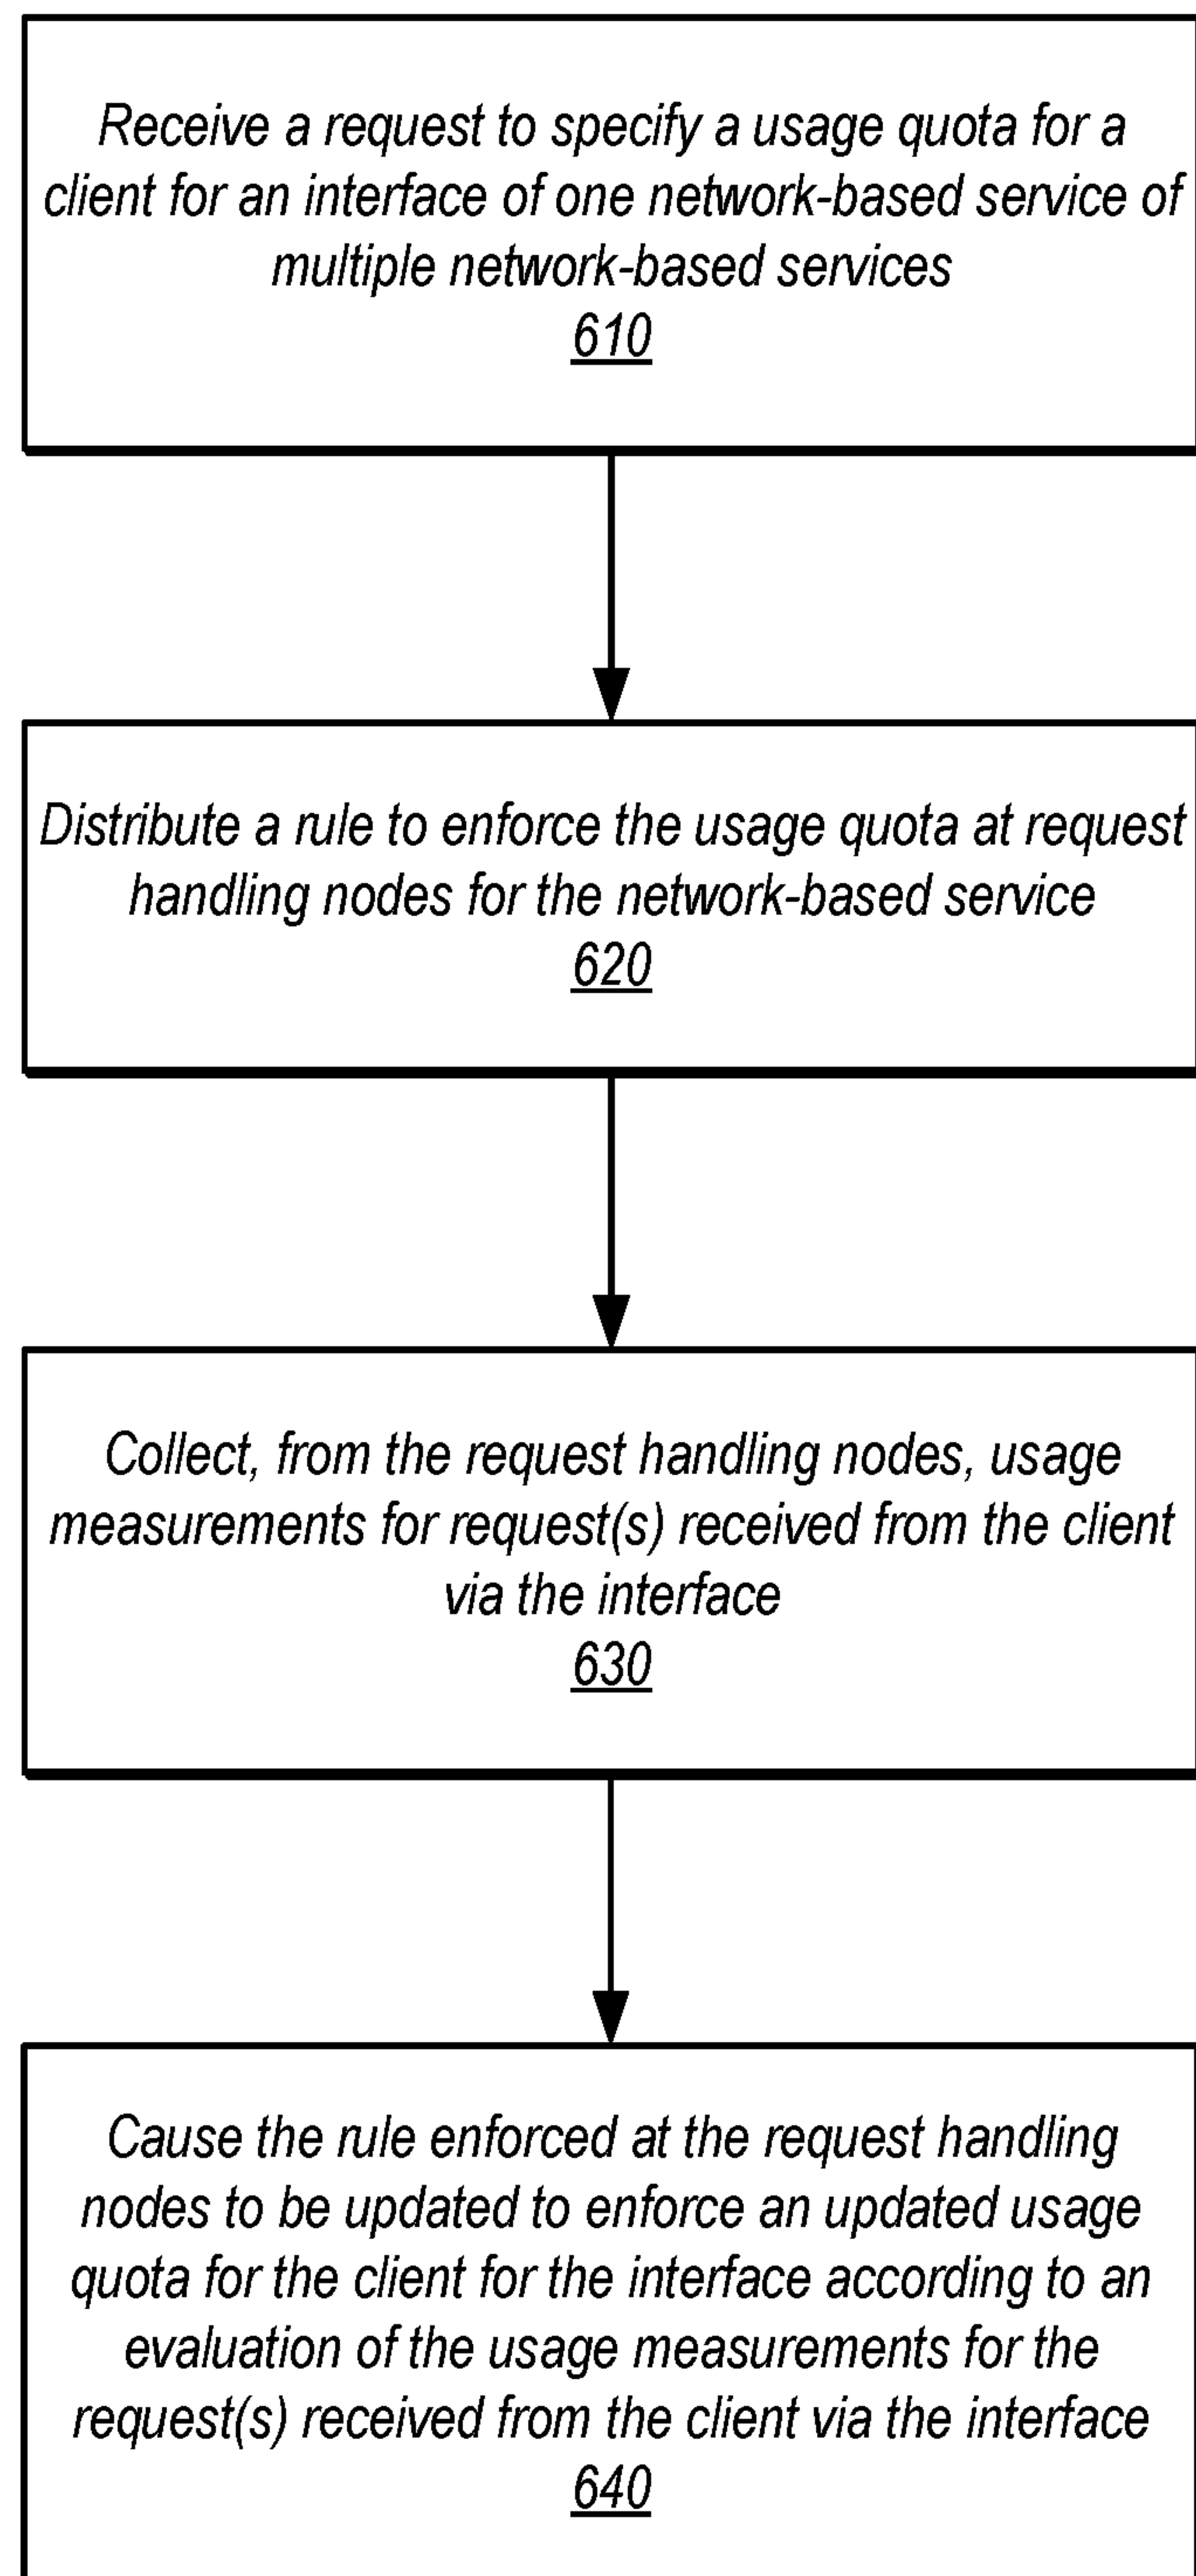 Receive a request to specify a usage quota for a
client for an interface of one network-based service of
multiple network-based services
610
Distribute a rule to enforce the usage quota at request
handling nodes for the network-based service
620
Collect, from the request handling nodes, usage
measurements for request(s) received from the client
via the interface
630
Cause the rule enforced at the request handling
nodes to be updated to enforce an updated usage
quota for the client for the interface according to an
evaluation of the usage measurements for the
request(s) received from the client via the interface
640